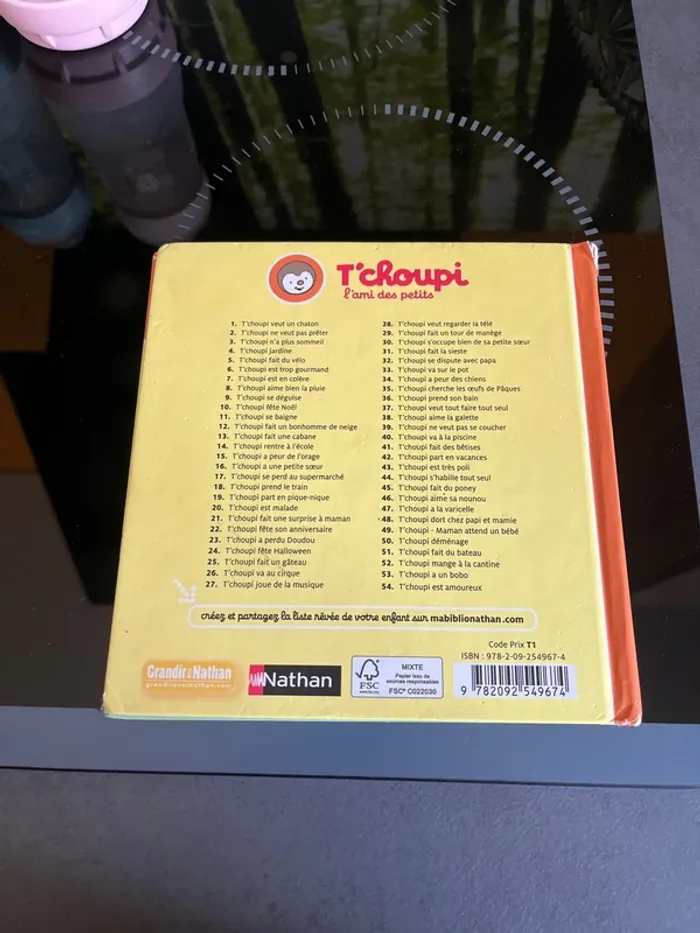 T'choupi
l'ami des petits
1. T'choupi veut un chaton
2. T'choupi ne veut pas prêter
3. T'choupi n'a plus sommeil
4. T'choupi jardine
5. T'choupi fait du vélo
6. T'choupi est trop gourmand
7. T'choupi est en colère
8. T'choupi aime bien la pluie
9. T'choupi se déguise
10. T'choupi fête Noël
11. T'choupi se baigne
12. T'choupi fait un bonhomme de neige
13. T'choupi fait une cabane
14. T'choupi rentre à l'école
15. T'choupi a peur de l'orage
16. T'choupi a une petite sœur
17. T'choupi se perd au supermarché
18. T'choupi prend le train
19. T'choupi part en pique-nique
20. T'choupi est malade
21. T'choupi fait une surprise à maman
22. T'choupi fête son anniversaire
23. T'choupi a perdu Doudou
24. T'choupi fête Halloween
25. T'choupi fait un gâteau
26. T'choupi va au cirque
27. T'choupi joue de la musique
28. T'choupi veut regarder la télé
29. T'choupi fait un tour de manège
30. T'choupi s'occupe bien de sa petite sœur
31. T'choupi fait la sieste
32. T'choupi se dispute avec papa
33. T'choupi va sur le pot
34. T'choupi a peur des chiens
35. T'choupi cherche les œufs de Pâques
36. T'choupi prend son bain
37. T'choupi veut tout faire tout seul
38. T'choupi aime la galette
39. T'choupi ne veut pas se coucher
40. T'choupi va à la piscine
41. T'choupi fait des bêtises
42. T'choupi part en vacances
43. T'choupi est très poli
44. T'choupi s'habille tout seul
45. T'choupi fait du poney
46. T'choupi aime sa nounou
47. T'choupi a la varicelle
48. T'choupi dort chez papi et mamie
49. T'choupi - Maman attend un bébé
50. T'choupi déménage
51. T'choupi fait du bateau
52. T'choupi mange à la cantine
53. T'choupi a un bobo
54. T'choupi est amoureux
créez et partagez la liste rêvée de votre enfant sur mabiblionathan.com
Code Prix T1
ISBN : 978-2-09-254967-4
Grandir avec Nathan
grandiravecnathan.com
Nathan
FSC
www.fsc.org
MIXTE
Papier issu de
sources responsables
FSC® C022030
9 782092 549674